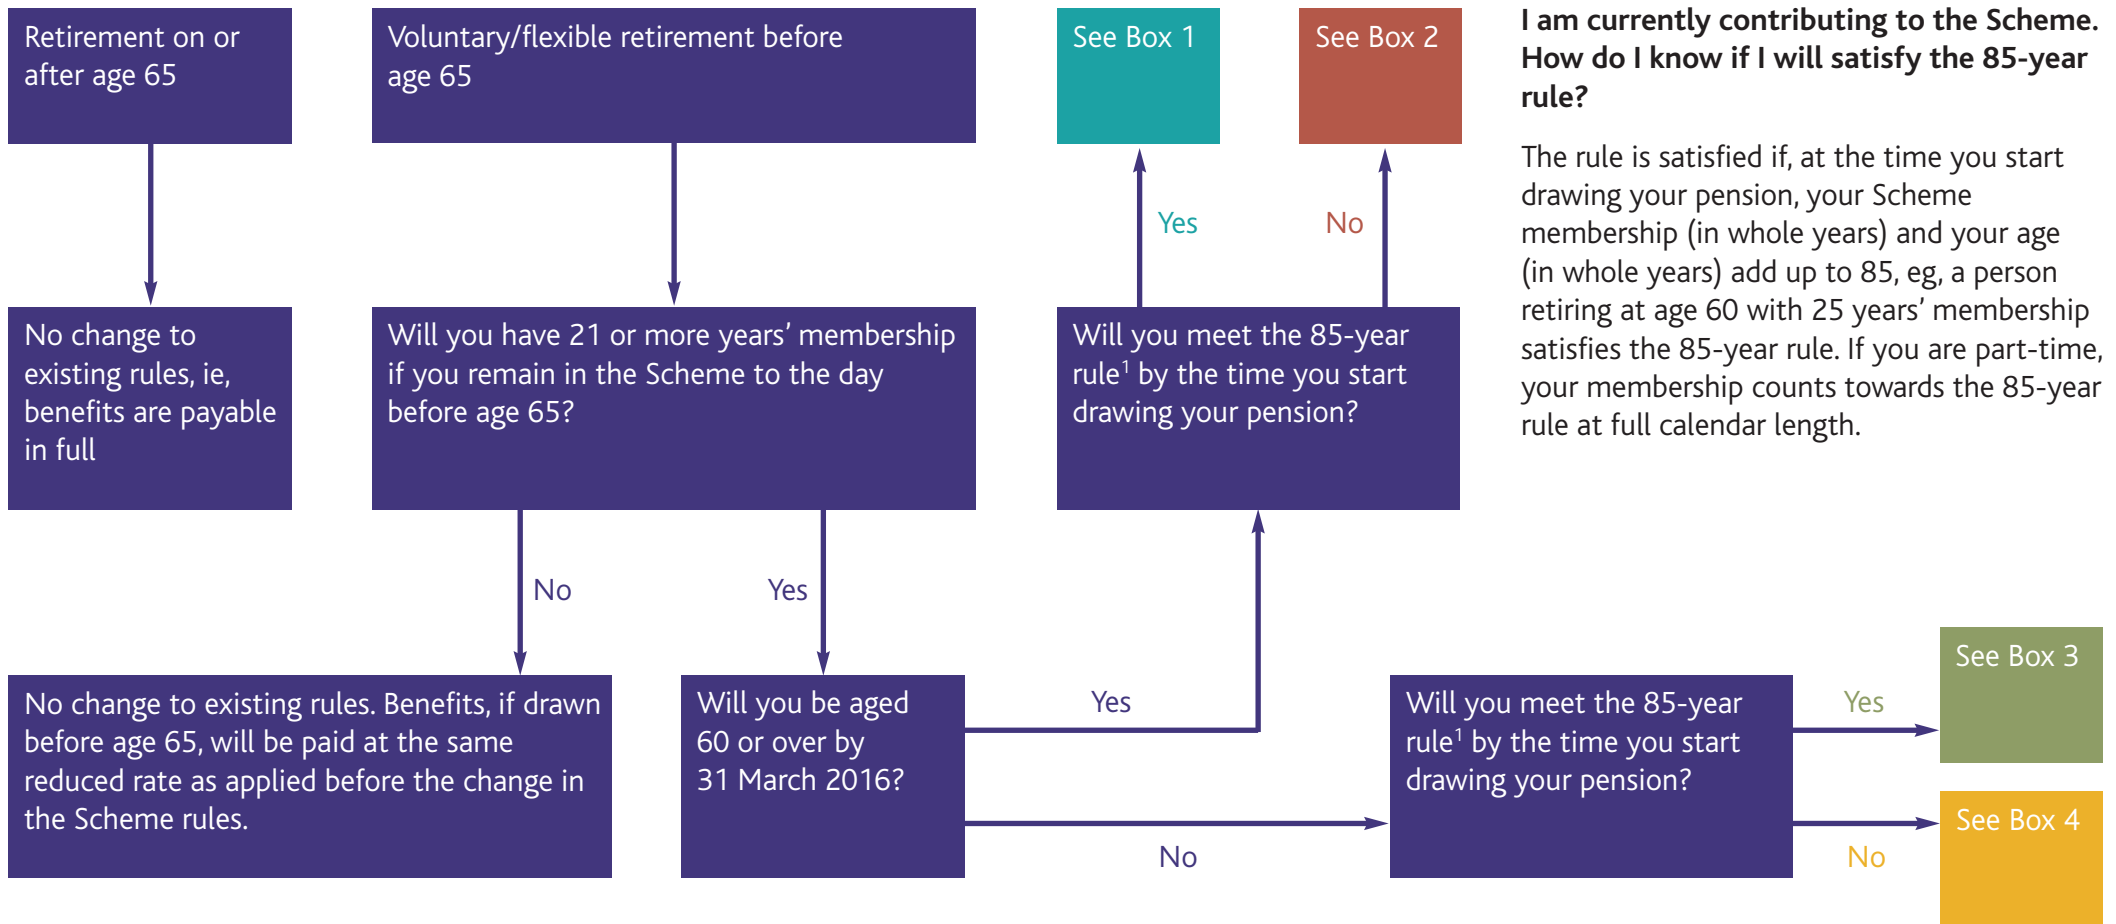 Retirement on or
after age 65
Voluntary/flexible retirement before
age 65
See Box 1
See Box 2
Yes
No
No change to
existing rules, ie,
benefits are payable
in full
Will you have 21 or more years’ membership
if you remain in the Scheme to the day
before age 65?
Will you meet the 85-year
rule1 by the time you start
drawing your pension?
No
Yes
No change to existing rules. Benefits, if drawn
before age 65, will be paid at the same
reduced rate as applied before the change in
the Scheme rules.
Will you be aged
60 or over by
31 March 2016?
Yes
No
Will you meet the 85-year
rule1 by the time you start
drawing your pension?
Yes
No
See Box 3
See Box 4
I am currently contributing to the Scheme.
How do I know if I will satisfy the 85-year
rule?
The rule is satisfied if, at the time you start
drawing your pension, your Scheme
membership (in whole years) and your age
(in whole years) add up to 85, eg, a person
retiring at age 60 with 25 years’ membership
satisfies the 85-year rule. If you are part-time,
your membership counts towards the 85-year
rule at full calendar length.